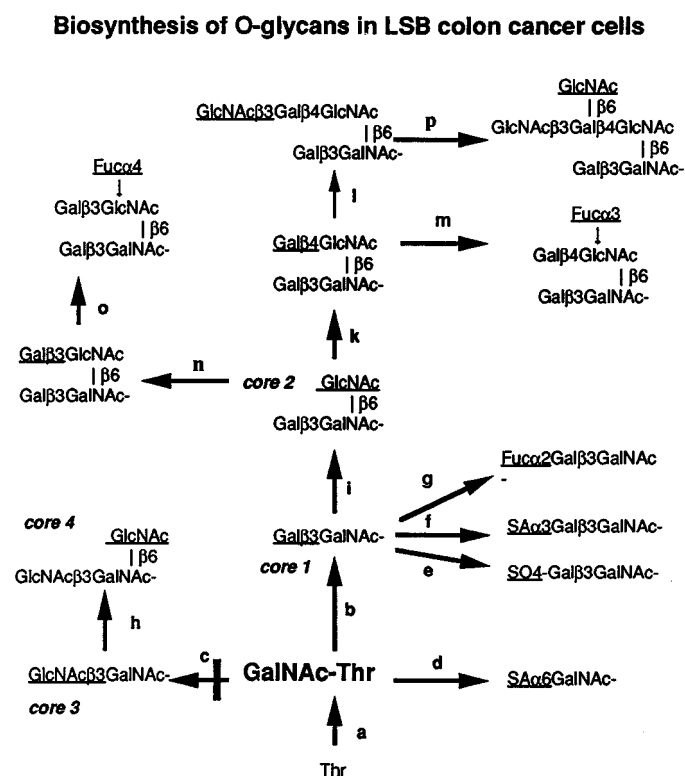 Biosynthesis of O-glycans in LSB colon cancer cells
GlcNAc
| β6
GlcNAcβ3Galβ4GlcNAc
| β6
Galβ3GalNAc-
p
GlcNAcβ3Galβ4GlcNAc
| β6
Galβ3GalNAc-
Fucα4
↓
Galβ3GlcNAc
| β6
Galβ3GalNAc-
l
m
Fucα3
↓
Galβ4GlcNAc
| β6
Galβ3GalNAc-
Galβ4GlcNAc
| β6
Galβ3GalNAc-
o
k
Galβ3GlcNAc
| β6
Galβ3GalNAc-
n
core 2
GlcNAc
| β6
Galβ3GalNAc-
i
g
Fucα2Galβ3GalNAc
-
f
SAα3Galβ3GalNAc-
e
SO4-Galβ3GalNAc-
Galβ3GalNAc-
core 1
core 4
GlcNAc
| β6
GlcNAcβ3GalNAc-
h
b
c
GalNAc-Thr
d
SAα6GalNAc-
GlcNAcβ3GalNAc-
core 3
a
Thr